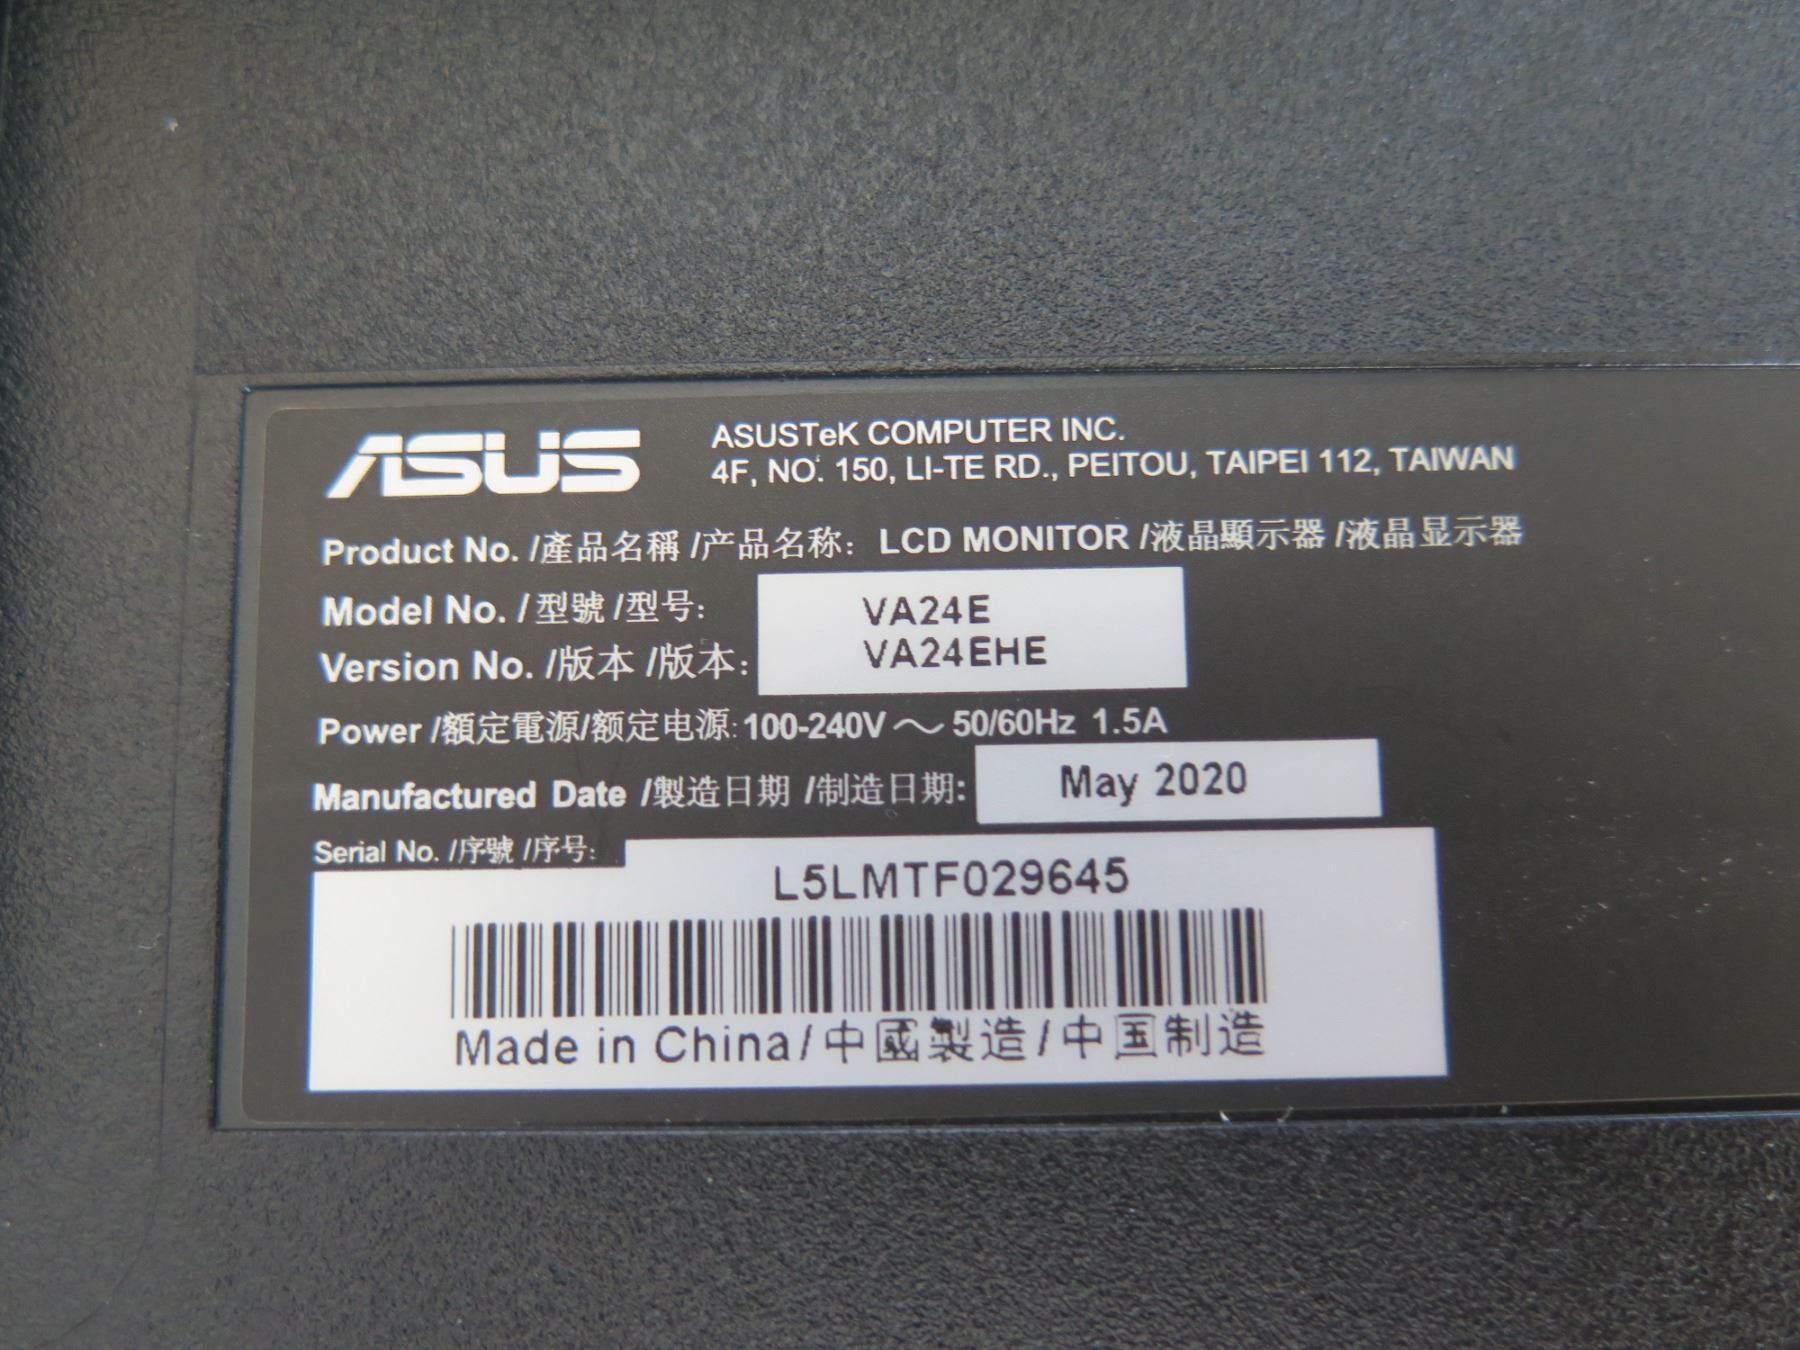 ASUS
ASUSTeK COMPUTER INC.
4F, NO. 150, LI-TE RD., PEITOU, TAIPEI 112, TAIWAN
Product No. /產品名稱 /产品名称: LCD MONITOR /液晶顯示器 /液晶显示器
Model No. /型號 /型号: VA24E
Version No. /版本 /版本: VA24EHE
Power /額定電源/额定电源: 100-240V ~ 50/60Hz 1.5A
Manufactured Date /製造日期 /制造日期: May 2020
Serial No. /序號 /序号:
L5LMTF029645
Made in China/中國製造/中国制造